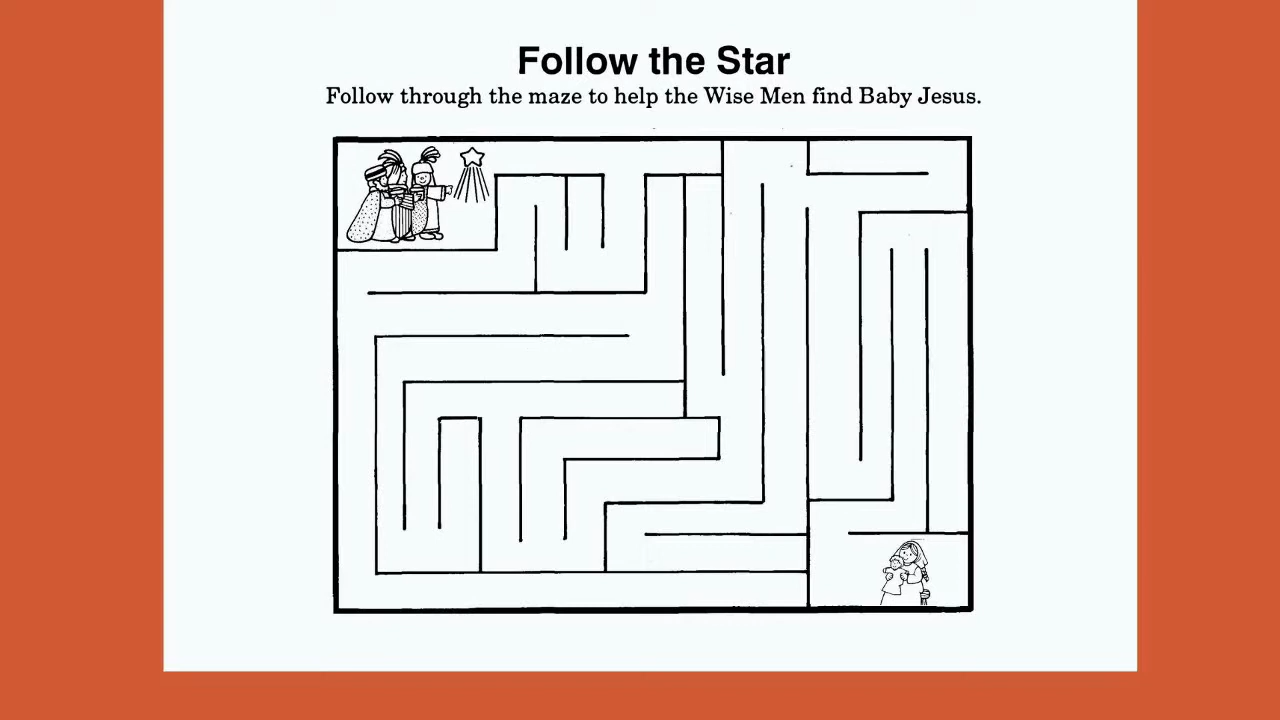 Follow the Star
Follow through the maze to help the Wise Men find Baby Jesus.